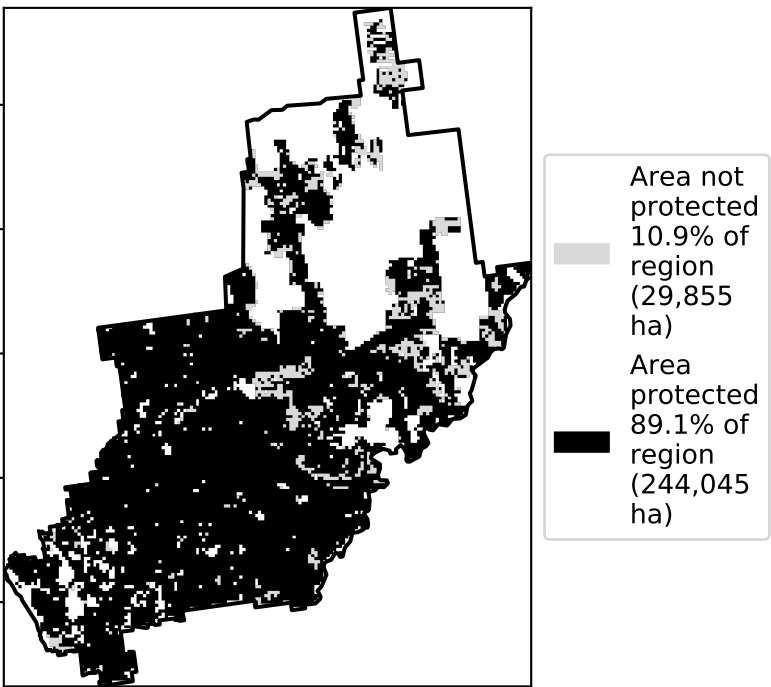 Area not
protected
10.9% of
region
(29,855
ha)
Area
protected
89.1% of
region
(244,045
ha)